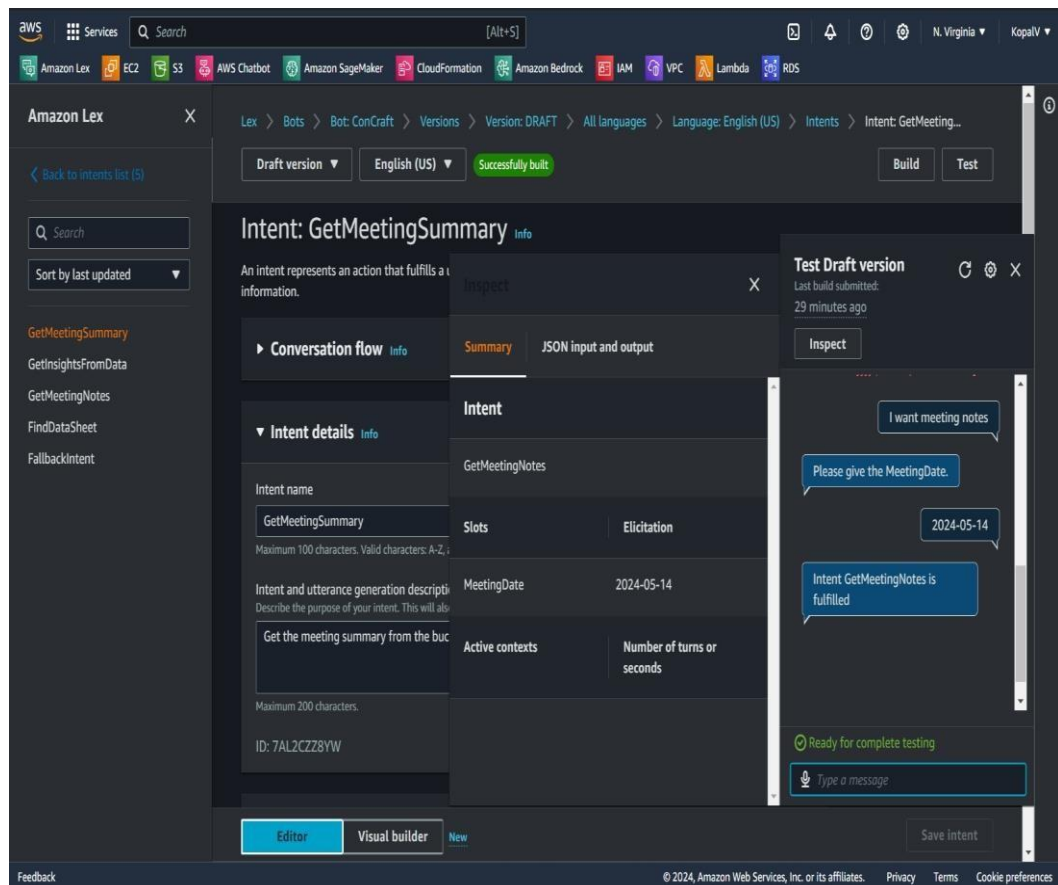 aws Services Search [Alt+S] N. Virginia ▼ KopalV ▼
Amazon Lex EC2 S3 AWS Chatbot Amazon SageMaker CloudFormation Amazon Bedrock IAM VPC Lambda RDS
Amazon Lex X
Back to intents list (5)
Search
Sort by last updated ▼
GetMeetingSummary
GetInsightsFromData
GetMeetingNotes
FindDataSheet
FallbackIntent
Lex > Bots > Bot: ConCraft > Versions > Version: DRAFT > All languages > Language: English (US) > Intents > Intent: GetMeeting...
Draft version ▼ English (US) ▼ Successfully built Build Test
Intent: GetMeetingSummary Info
An intent represents an action that fulfills a u
information.
Conversation flow Info
Intent details Info
Intent name
GetMeetingSummary
Maximum 100 characters. Valid characters: A-Z, a
Intent and utterance generation descripti
Describe the purpose of your intent. This will als
Get the meeting summary from the buc
Maximum 200 characters.
ID: 7AL2CZZ8YW
Inspect X
Summary JSON input and output
Intent
GetMeetingNotes
Slots Elicitation
MeetingDate 2024-05-14
Active contexts Number of turns or
seconds
Test Draft version X
Last build submitted:
29 minutes ago
Inspect
I want meeting notes
Please give the MeetingDate.
2024-05-14
Intent GetMeetingNotes is
fulfilled
Ready for complete testing
Type a message
Editor Visual builder New Save intent
Feedback © 2024, Amazon Web Services, Inc. or its affiliates. Privacy Terms Cookie preferences